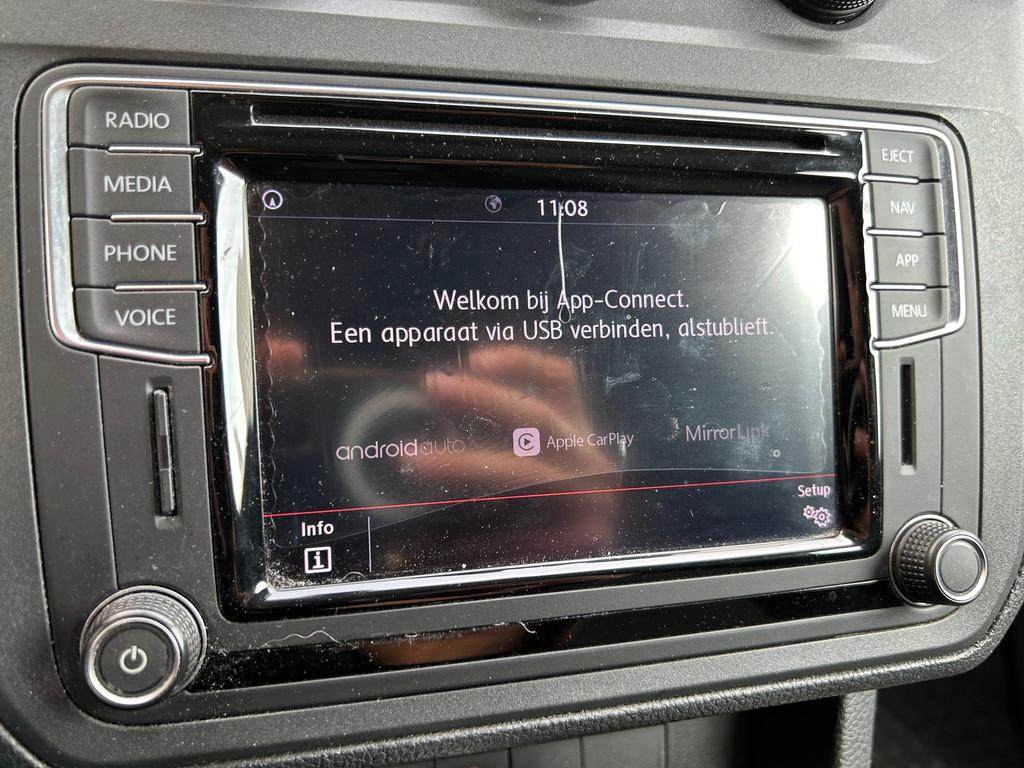 RADIO
MEDIA
PHONE
VOICE
EJECT
NAV
APP
MENU
11:08
Welkom bij App-Connect.
Een apparaat via USB verbinden, alstublieft.
androidauto
Apple CarPlay
MirrorLink
Setup
Info